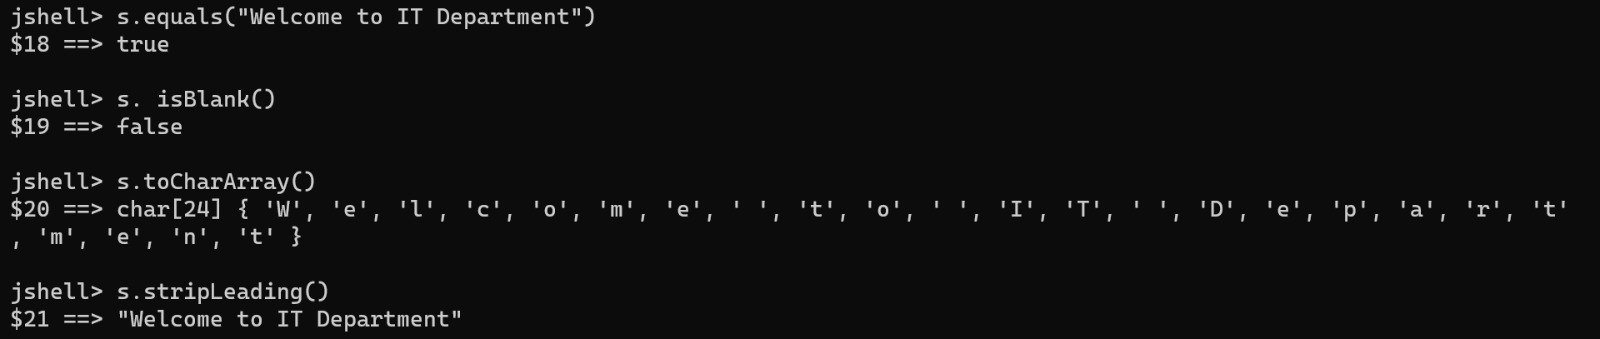 jshell> s.equals("Welcome to IT Department")
$18 ==> true
jshell> s. isBlank()
$19 ==> false
jshell> s.toCharArray()
$20 ==> char[24] { 'W', 'e', 'l', 'c', 'o', 'm', 'e', ' ', 't', 'o', ' ', 'I', 'T', ' ', 'D', 'e', 'p', 'a', 'r', 't'
, 'm', 'e', 'n', 't' }
jshell> s.stripLeading()
$21 ==> "Welcome to IT Department"